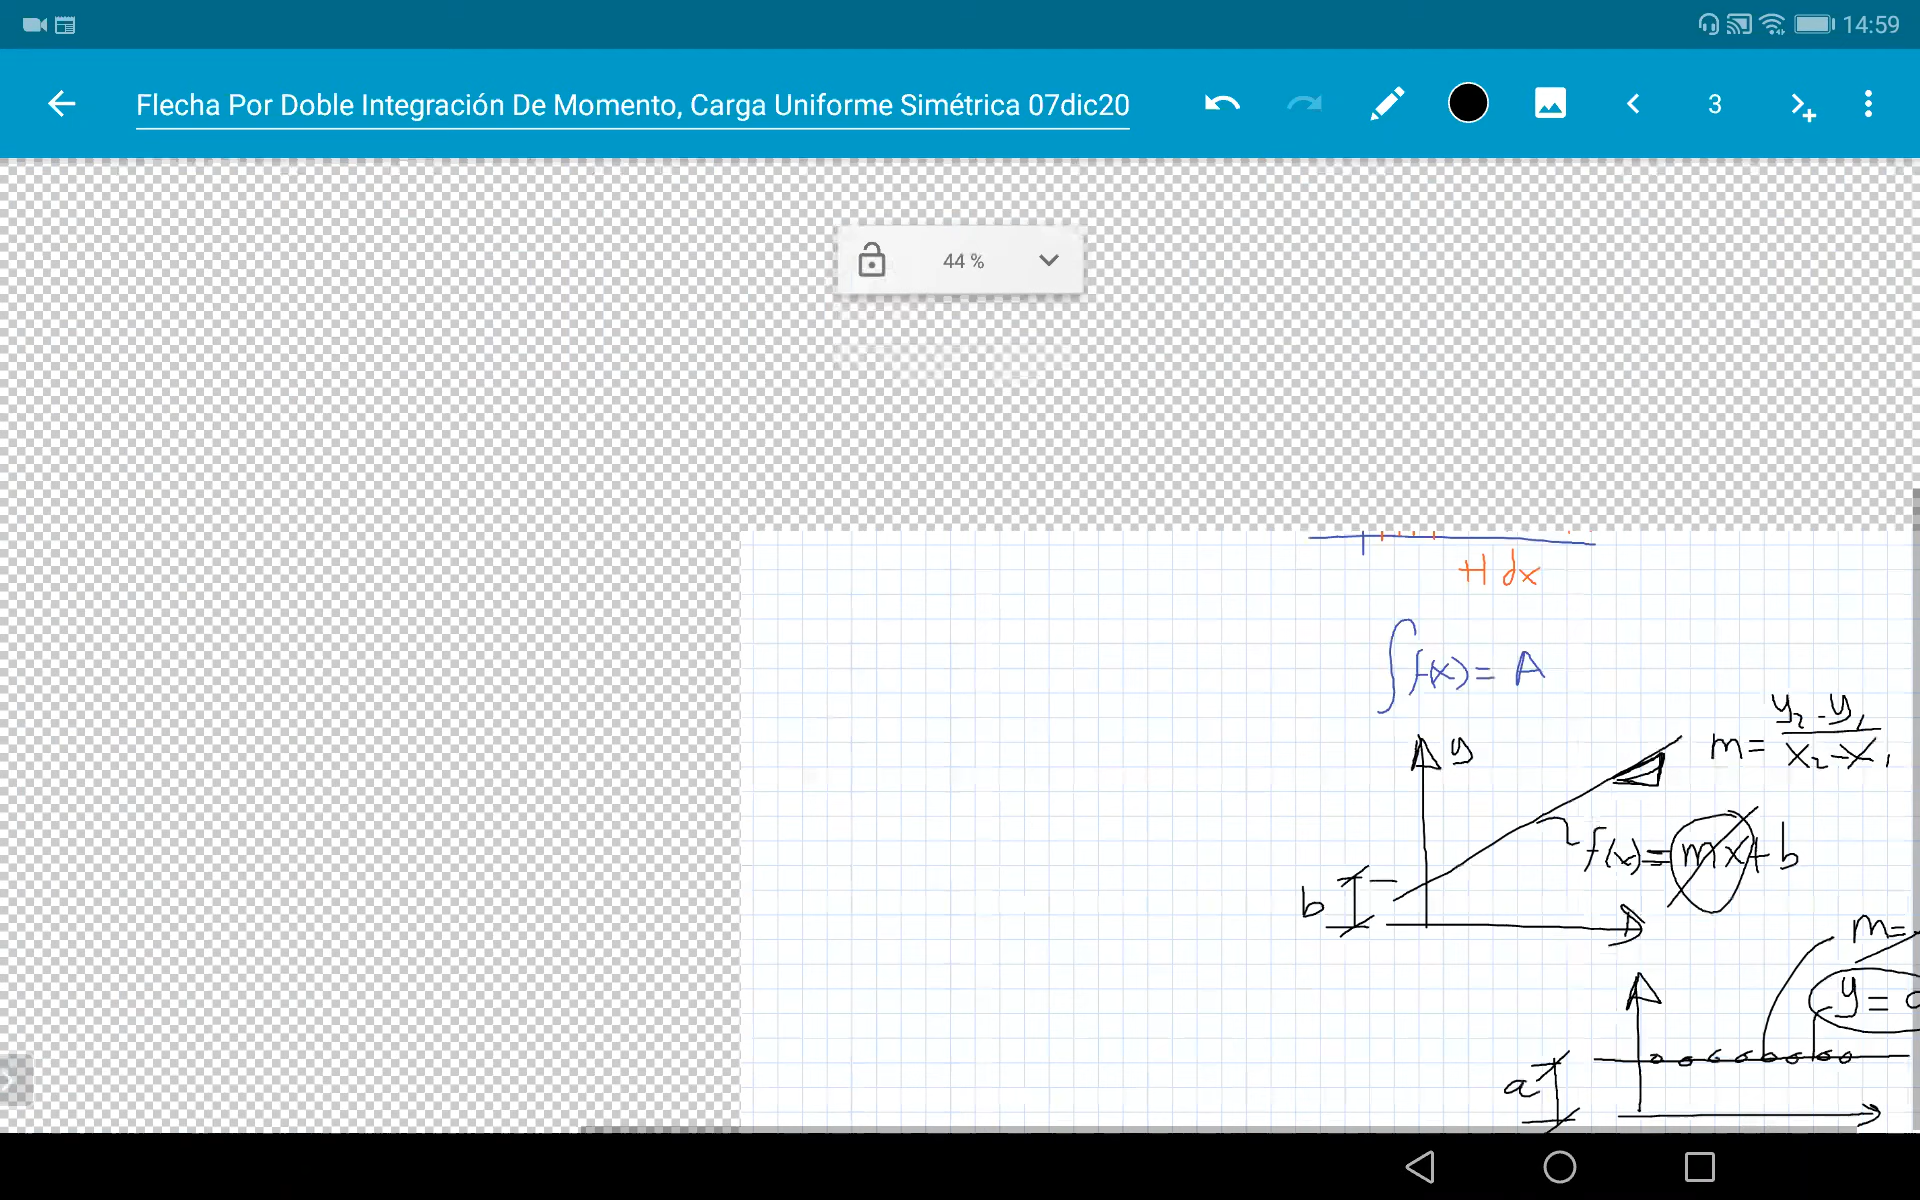 14:59
Flecha Por Doble Integración De Momento, Carga Uniforme Simétrica 07dic20
3
44 %
dx
∫f(x) = A
y
m = y₂ - y₁ / x₂ - x₁
f(x) = mx + b
b
m =
y =
a